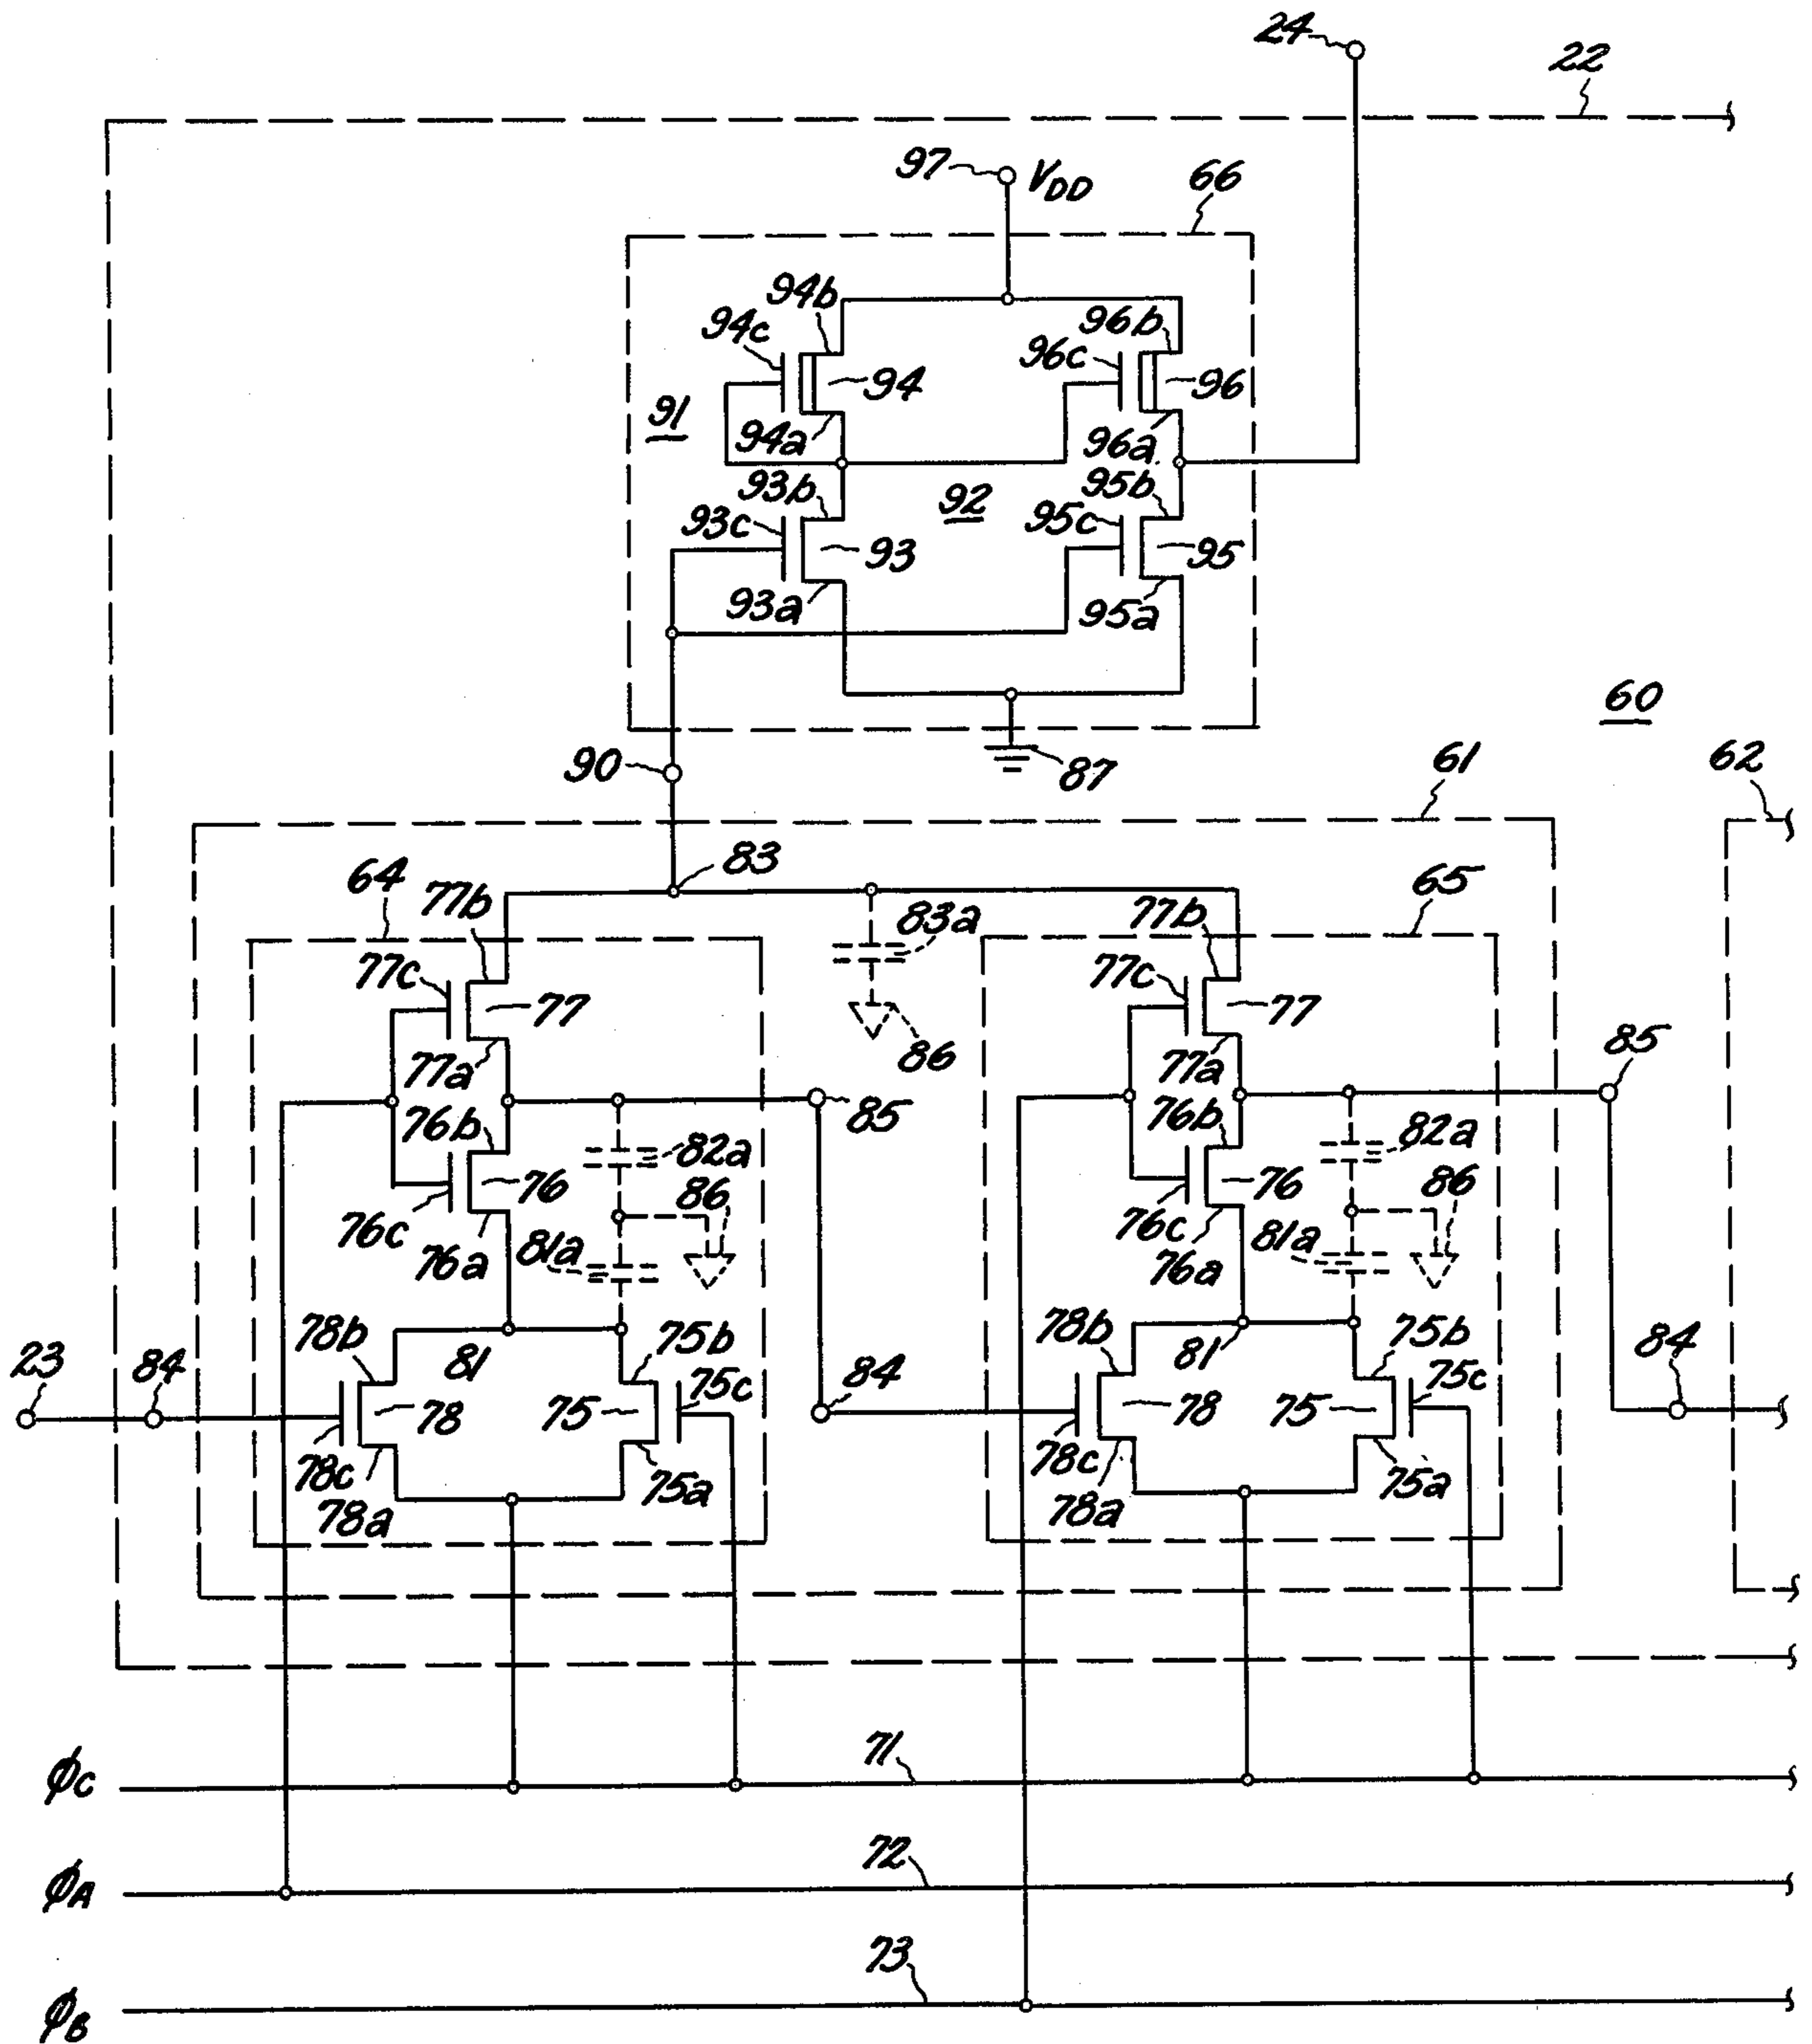 24
22
97
V_DD
66
94b
94c
96b
96c
94
96
91
94a
96a
93b
92
95b
93c
95c
93
95
93a
95a
60
90
87
61
62
83
64
77b
65
83a
77b
77c
77c
77
77
86
77a
77a
85
85
76b
82a
76b
82a
76
86
76
86
76c
81a
76c
81a
76a
76a
78b
75b
78b
75b
23
84
81
84
81
84
75c
75c
78
75
78
75
78c
75a
78c
75a
78a
78a
71
φC
72
φA
73
φB